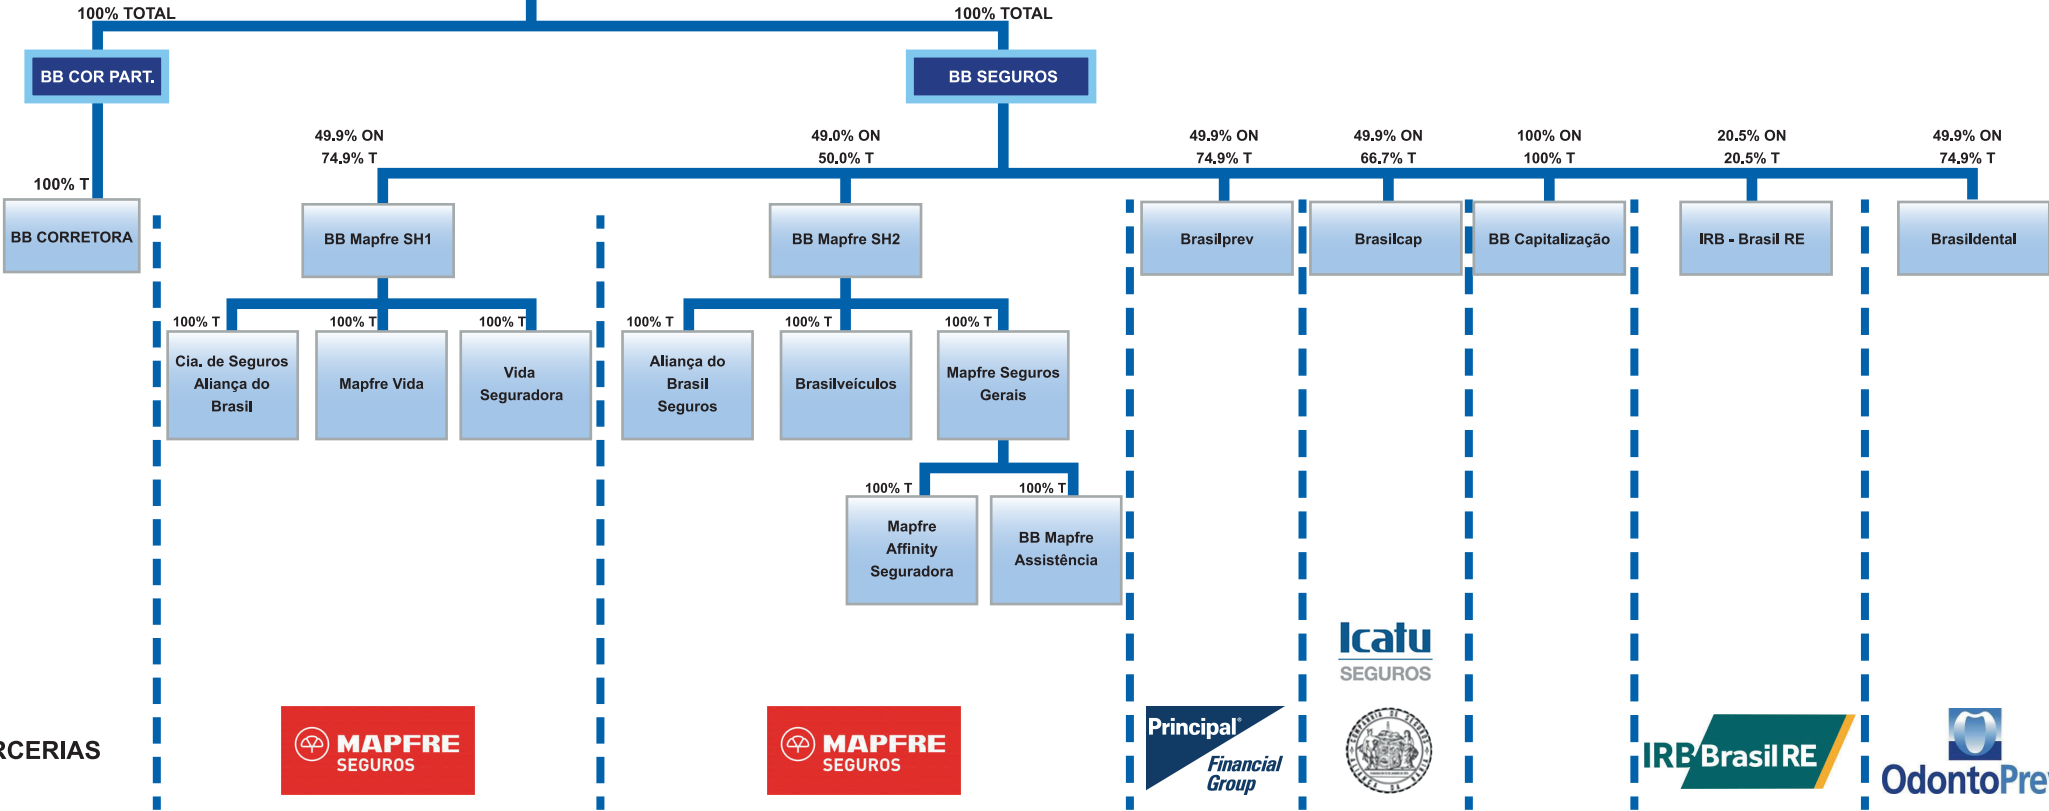 100% TOTAL
100% TOTAL
BB COR PART.
BB SEGUROS
49.9% ON
74.9% T
49.0% ON
50.0% T
49.9% ON
74.9% T
49.9% ON
66.7% T
100% ON
100% T
20.5% ON
20.5% T
49.9% ON
74.9% T
100% T
BB CORRETORA
BB Mapfre SH1
BB Mapfre SH2
Brasilprev
Brasilcap
BB Capitalização
IRB - Brasil RE
Brasildental
100% T
100% T
100% T
100% T
100% T
100% T
Cia. de Seguros
Aliança do
Brasil
Mapfre Vida
Vida
Seguradora
Aliança do
Brasil
Seguros
Brasilveículos
Mapfre Seguros
Gerais
100% T
100% T
Mapfre
Affinity
Seguradora
BB Mapfre
Assistência
Icatu
SEGUROS
RCERIAS
MAPFRE
SEGUROS
MAPFRE
SEGUROS
Principal®
Financial
Group
COMPANHIA DE SEGUROS
ALIANÇA DA
IRB Brasil RE
OdontoPre